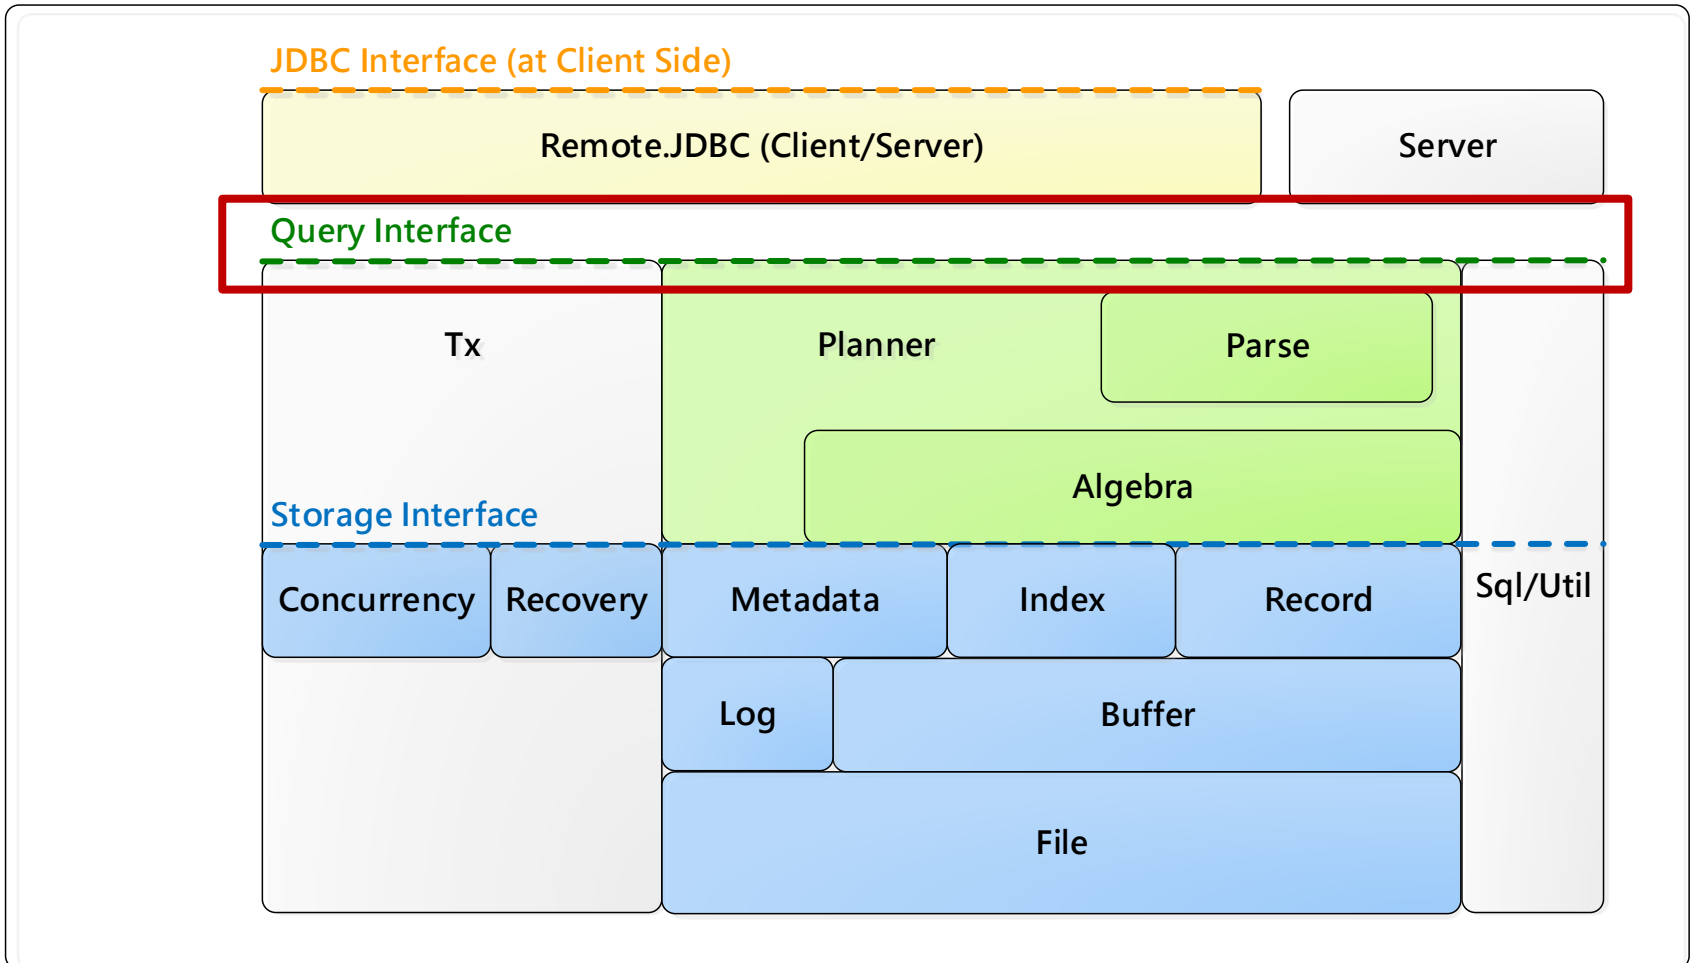 JDBC Interface (at Client Side)
Remote.JDBC (Client/Server)
Server
Query Interface
Tx
Planner
Parse
Algebra
Storage Interface
Concurrency
Recovery
Metadata
Index
Record
Sql/Util
Log
Buffer
File